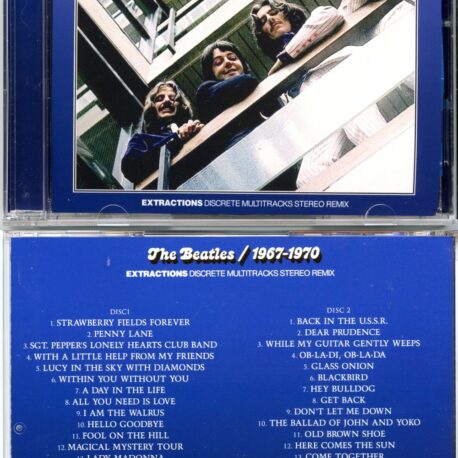 EXTRACTIONS DISCRETE MULTITRACKS STEREO REMIX
The Beatles / 1967-1970
EXTRACTIONS DISCRETE MULTITRACKS STEREO REMIX
DISC1
1. STRAWBERRY FIELDS FOREVER
2. PENNY LANE
3. SGT. PEPPER'S LONELY HEARTS CLUB BAND
4. WITH A LITTLE HELP FROM MY FRIENDS
5. LUCY IN THE SKY WITH DIAMONDS
6. WITHIN YOU WITHOUT YOU
7. A DAY IN THE LIFE
8. ALL YOU NEED IS LOVE
9. I AM THE WALRUS
10. HELLO GOODBYE
11. FOOL ON THE HILL
12. MAGICAL MYSTERY TOUR
13. LADY MADONNA
DISC 2
1. BACK IN THE U.S.S.R.
2. DEAR PRUDENCE
3. WHILE MY GUITAR GENTLY WEEPS
4. OB-LA-DI, OB-LA-DA
5. GLASS ONION
6. BLACKBIRD
7. HEY BULLDOG
8. GET BACK
9. DON'T LET ME DOWN
10. THE BALLAD OF JOHN AND YOKO
11. OLD BROWN SHOE
12. HERE COMES THE SUN
13. COME TOGETHER